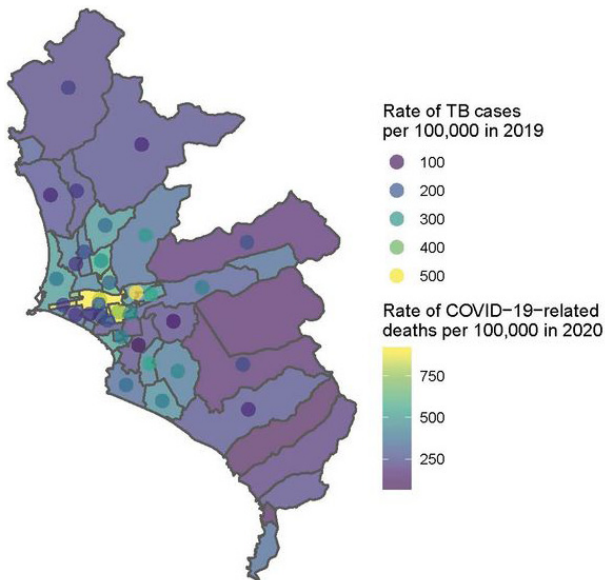 Rate of TB cases
per 100,000 in 2019
100
200
300
400
500
Rate of COVID-19-related
deaths per 100,000 in 2020
750
500
250